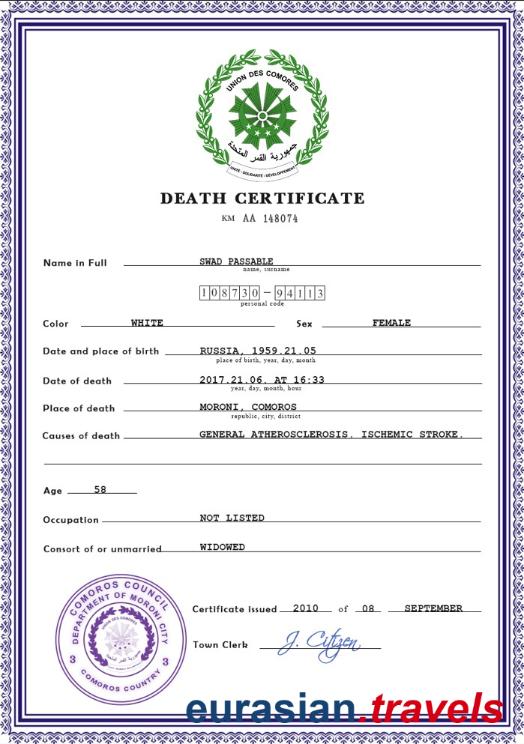 UNION DES COMORES
جمهورية القمر المتحدة
UNITÉ - SOLIDARITÉ - DÉVELOPPEMENT
DEATH CERTIFICATE
KM AA 148074
Name in Full SWAD PASSABLE
name, surname
108730-94113
personal code
Color WHITE Sex FEMALE
Date and place of birth RUSSIA, 1959.21.05
place of birth, year, day, month
Date of death 2017.21.06. AT 16:33
year, day, month, hour
Place of death MORONI, COMOROS
republic, city, district
Causes of death GENERAL ATHEROSCLEROSIS. ISCHEMIC STROKE.
Age 58
Occupation NOT LISTED
Consort of or unmarried WIDOWED
COMOROS COUNCIL
DEPARTMENT OF MORONI CITY
3 3
COMOROS COUNTRY
Certificate issued 2010 of 08 SEPTEMBER
Town Clerk J. Citizen
eurasian.travels